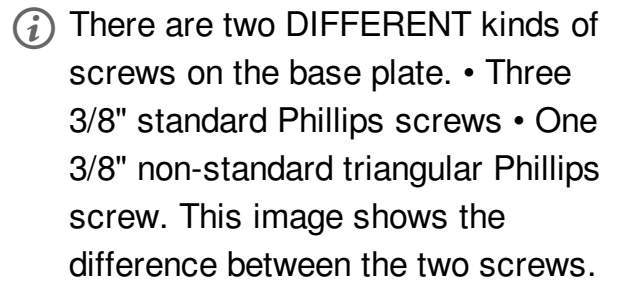 There are two DIFFERENT kinds of
screws on the base plate. • Three
3/8" standard Phillips screws • One
3/8" non-standard triangular Phillips
screw. This image shows the
difference between the two screws.